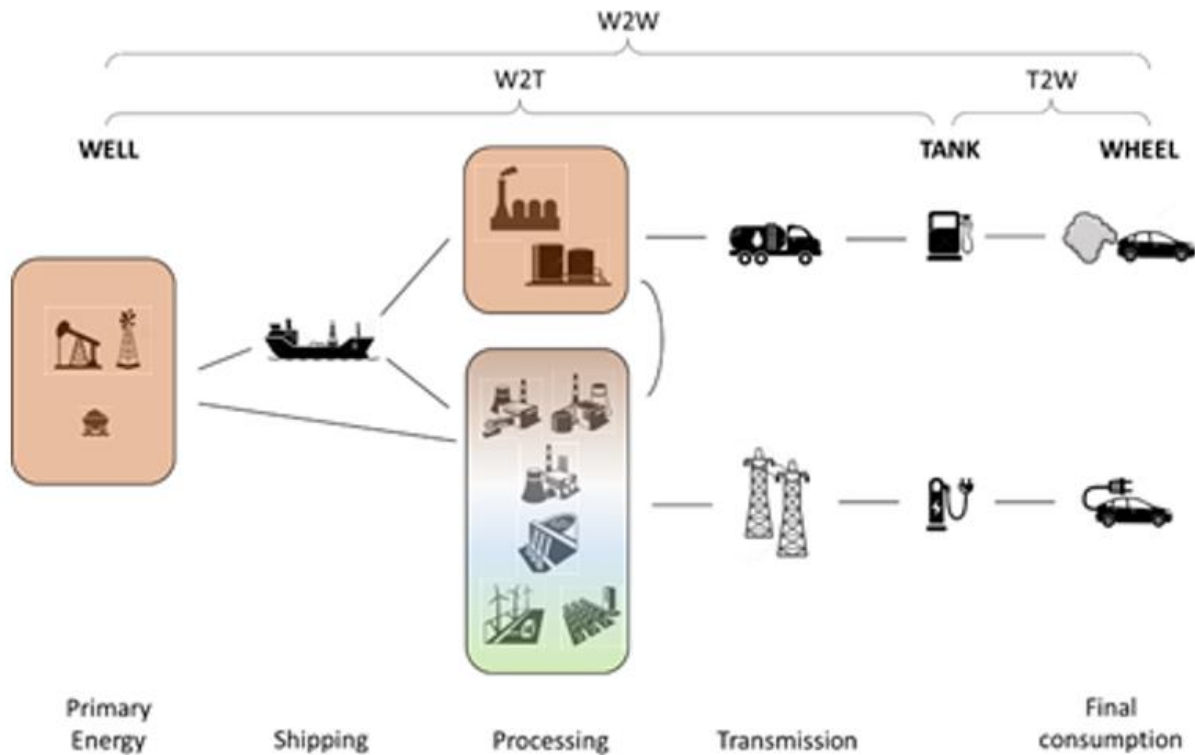 W2W
W2T
T2W
WELL
TANK
WHEEL
Primary
Energy
Shipping
Processing
Transmission
Final
consumption